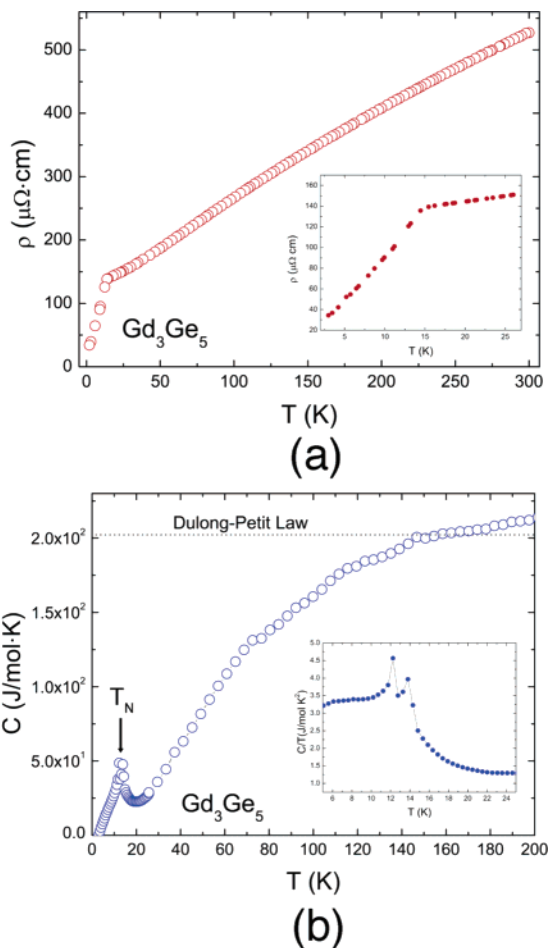 500
400
300
200
100
0
ρ (μΩ·cm)
Gd₃Ge₅
160
140
120
100
80
60
40
20
ρ (μΩ cm)
5 10 15 20 25
T (K)
0 50 100 150 200 250 300
T (K)
(a)
2.0x10²
1.5x10²
1.0x10²
5.0x10¹
0.0
C (J/mol·K)
Dulong-Petit Law
T_N
Gd₃Ge₅
5.0
4.5
4.0
3.5
3.0
2.5
2.0
1.5
1.0
C/T(J/mol K²)
6 8 10 12 14 16 18 20 22 24
T (K)
0 20 40 60 80 100 120 140 160 180 200
T (K)
(b)